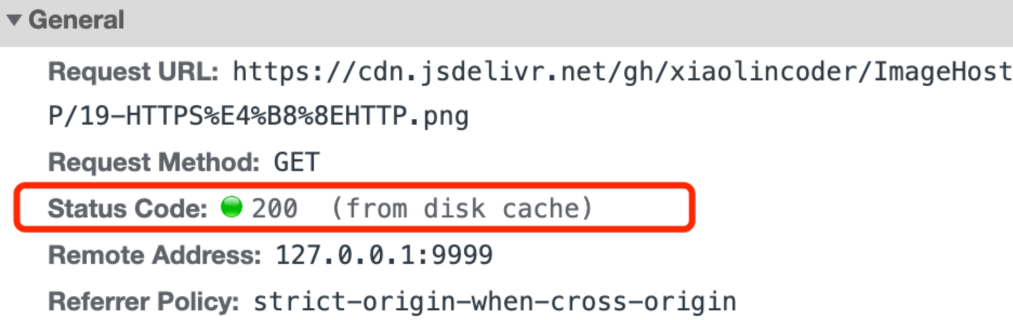 General
Request URL: https://cdn.jsdelivr.net/gh/xiaolincoder/ImageHost
P/19-HTTPS%E4%B8%8EHTTP.png
Request Method: GET
Status Code: 200 (from disk cache)
Remote Address: 127.0.0.1:9999
Referrer Policy: strict-origin-when-cross-origin